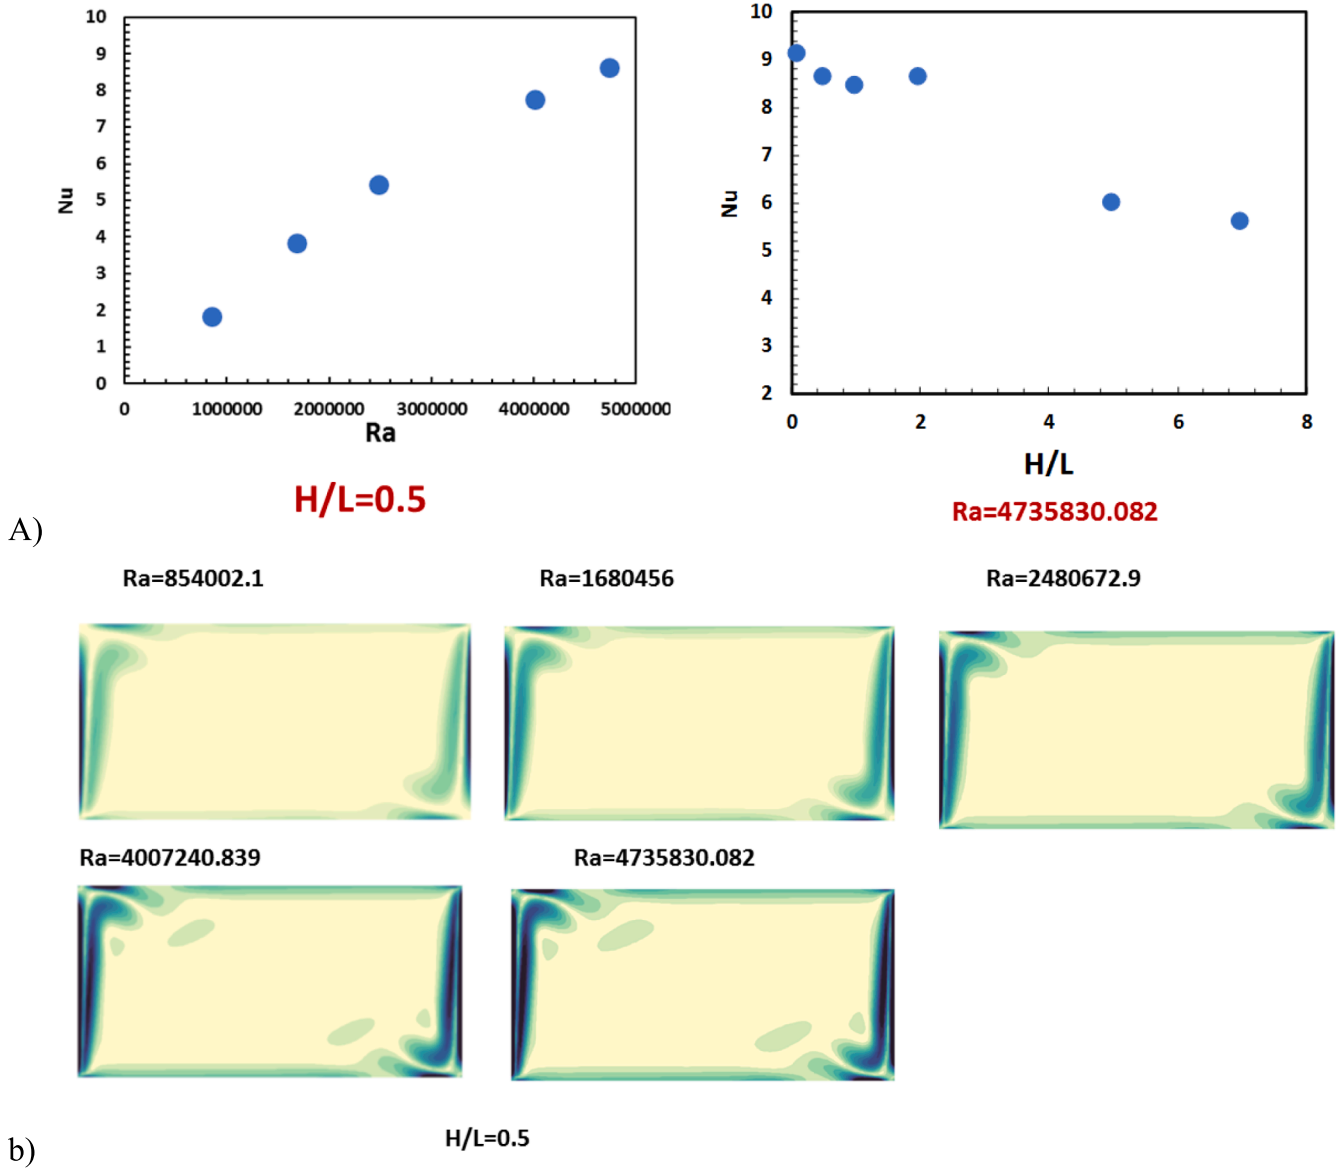 10
9
8
7
6
5
4
3
2
1
0
Nu
0 1000000 2000000 3000000 4000000 5000000
Ra
H/L=0.5
10
9
8
7
6
5
4
3
2
Nu
0 2 4 6 8
H/L
Ra=4735830.082
A)
Ra=854002.1 Ra=1680456 Ra=2480672.9
Ra=4007240.839 Ra=4735830.082
H/L=0.5
b)